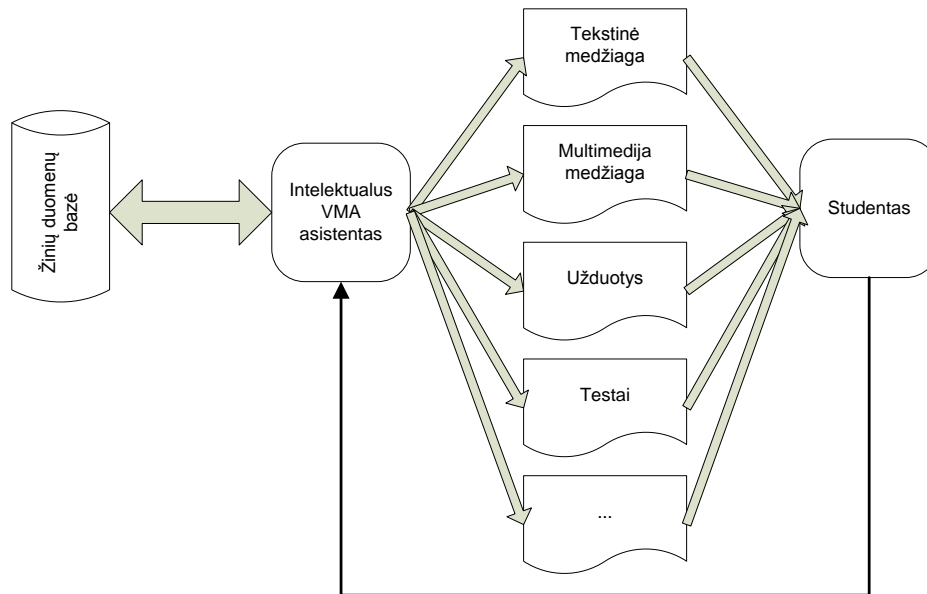 Žinių duomenų
bazė
Intelektualus
VMA
asistentas
Tekstinė
medžiaga
Multimedija
medžiaga
Užduotys
Testai
...
Studentas